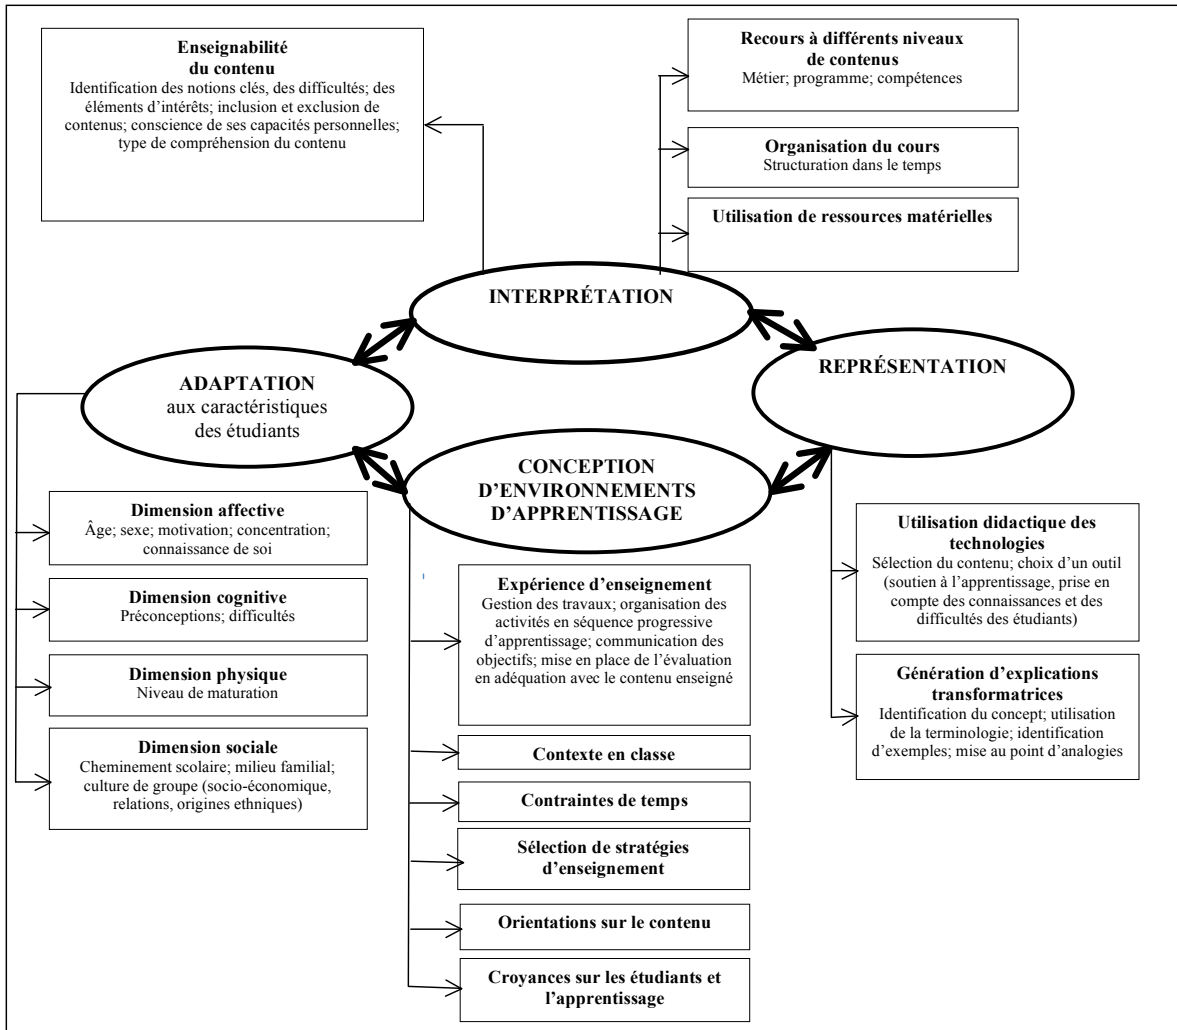 Enseignabilité
du contenu
Identification des notions clés, des difficultés; des
éléments d'intérêts; inclusion et exclusion de
contenus; conscience de ses capacités personnelles;
type de compréhension du contenu
Recours à différents niveaux
de contenus
Métier; programme; compétences
Organisation du cours
Structuration dans le temps
Utilisation de ressources matérielles
INTERPRÉTATION
ADAPTATION
aux caractéristiques
des étudiants
REPRÉSENTATION
CONCEPTION
D'ENVIRONNEMENTS
D'APPRENTISSAGE
Dimension affective
Âge; sexe; motivation; concentration;
connaissance de soi
Dimension cognitive
Préconceptions; difficultés
Dimension physique
Niveau de maturation
Dimension sociale
Cheminement scolaire; milieu familial;
culture de groupe (socio-économique,
relations, origines ethniques)
Expérience d'enseignement
Gestion des travaux; organisation des
activités en séquence progressive
d'apprentissage; communication des
objectifs; mise en place de l'évaluation
en adéquation avec le contenu enseigné
Contexte en classe
Contraintes de temps
Sélection de stratégies
d'enseignement
Orientations sur le contenu
Croyances sur les étudiants et
l'apprentissage
Utilisation didactique des
technologies
Sélection du contenu; choix d'un outil
(soutien à l'apprentissage, prise en
compte des connaissances et des
difficultés des étudiants)
Génération d'explications
transformatrices
Identification du concept; utilisation
de la terminologie; identification
d'exemples; mise au point d'analogies